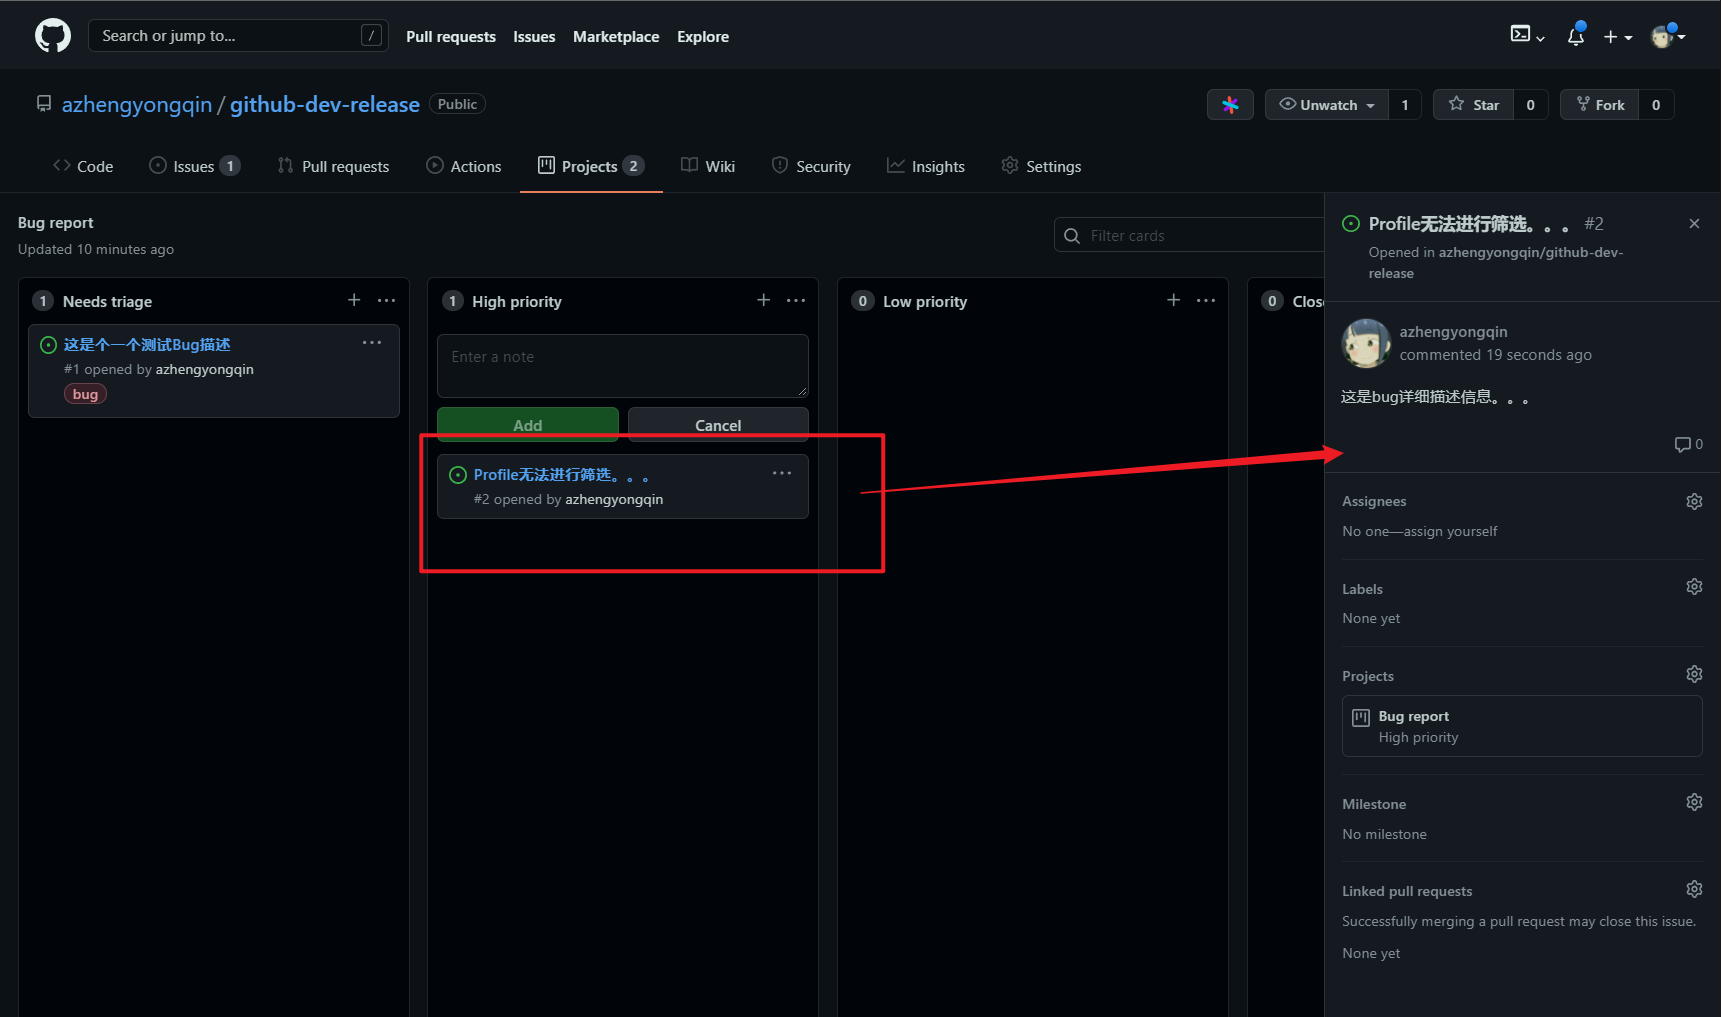 Search or jump to... /
Pull requests Issues Marketplace Explore
azhengyongqin / github-dev-release Public
Unwatch 1 Star 0 Fork 0
Code Issues 1 Pull requests Actions Projects 2 Wiki Security Insights Settings
Bug report
Updated 10 minutes ago
Filter cards
1 Needs triage
这是个一个测试Bug描述
#1 opened by azhengyongqin
bug
1 High priority
Enter a note
Add Cancel
Profile无法进行筛选。。。
#2 opened by azhengyongqin
0 Low priority
0 Close
Profile无法进行筛选。。。 #2
Opened in azhengyongqin/github-dev-
release
azhengyongqin
commented 19 seconds ago
这是bug详细描述信息。。。
0
Assignees
No one—assign yourself
Labels
None yet
Projects
Bug report
High priority
Milestone
No milestone
Linked pull requests
Successfully merging a pull request may close this issue.
None yet